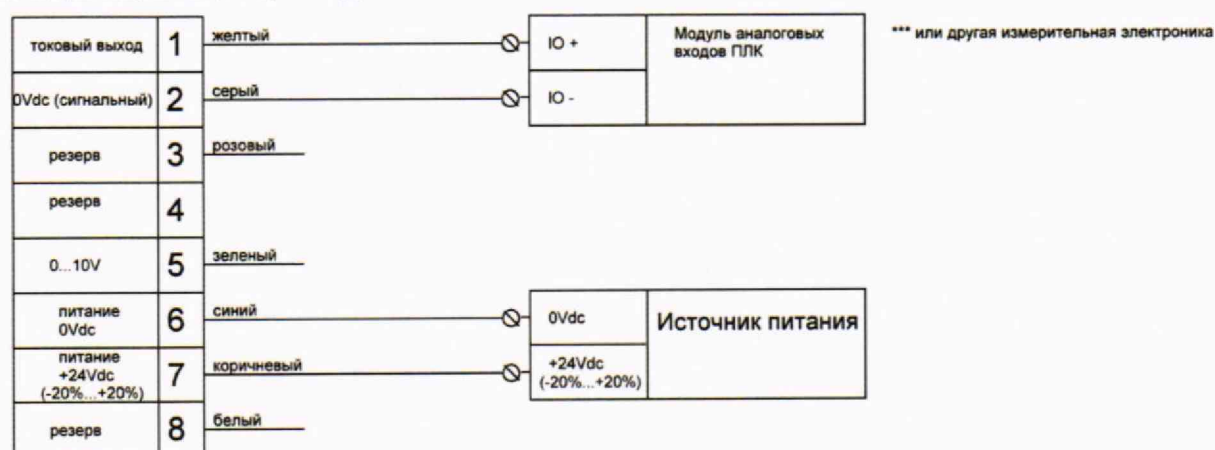 токовый выход 1 желтый IO + Модуль аналоговых
входов ПЛК
*** или другая измерительная электроника
0Vdc (сигнальный) 2 серый IO -
резерв 3 розовый
резерв 4
0...10V 5 зеленый
питание
0Vdc
6 синий 0Vdc Источник питания
питание
+24Vdc
(-20%...+20%)
7 коричневый +24Vdc
(-20%...+20%)
резерв 8 белый